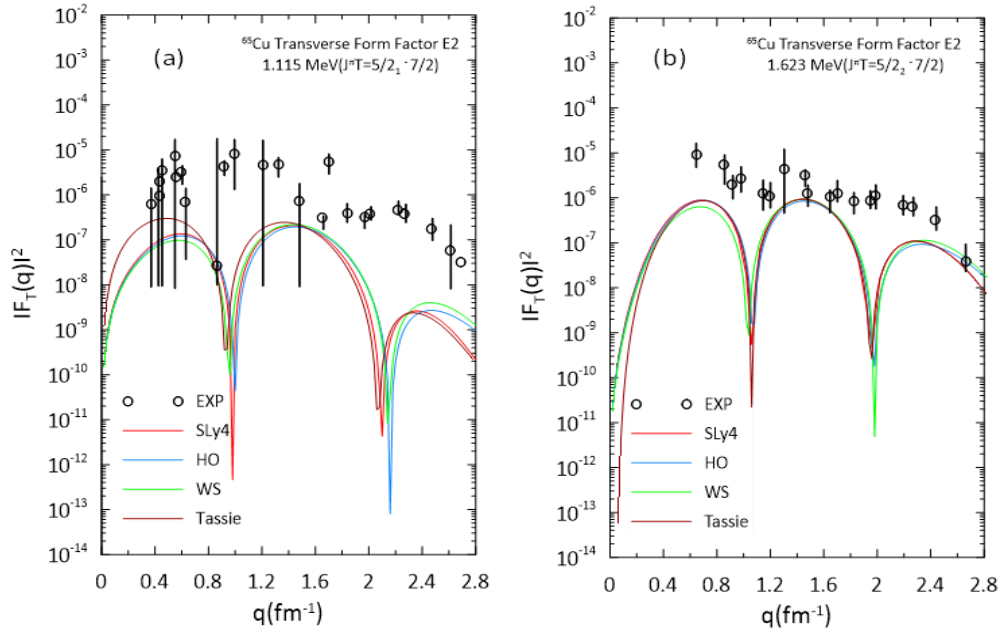 (a)
⁶⁵Cu Transverse Form Factor E2
1.115 MeV(JᴨT=5/2₁ ⁻7/2)
|F_T(q)|²
10⁻²
10⁻³
10⁻⁴
10⁻⁵
10⁻⁶
10⁻⁷
10⁻⁸
10⁻⁹
10⁻¹⁰
10⁻¹¹
10⁻¹²
10⁻¹³
10⁻¹⁴
EXP
SLy4
HO
WS
Tassie
0 0.4 0.8 1.2 1.6 2 2.4 2.8
q(fm⁻¹)
(b)
⁶⁵Cu Transverse Form Factor E2
1.623 MeV(JᴨT=5/2₂ ⁻7/2)
|F_T(q)|²
10⁻²
10⁻³
10⁻⁴
10⁻⁵
10⁻⁶
10⁻⁷
10⁻⁸
10⁻⁹
10⁻¹⁰
10⁻¹¹
10⁻¹²
10⁻¹³
10⁻¹⁴
EXP
SLy4
HO
WS
Tassie
0 0.4 0.8 1.2 1.6 2 2.4 2.8
q(fm⁻¹)